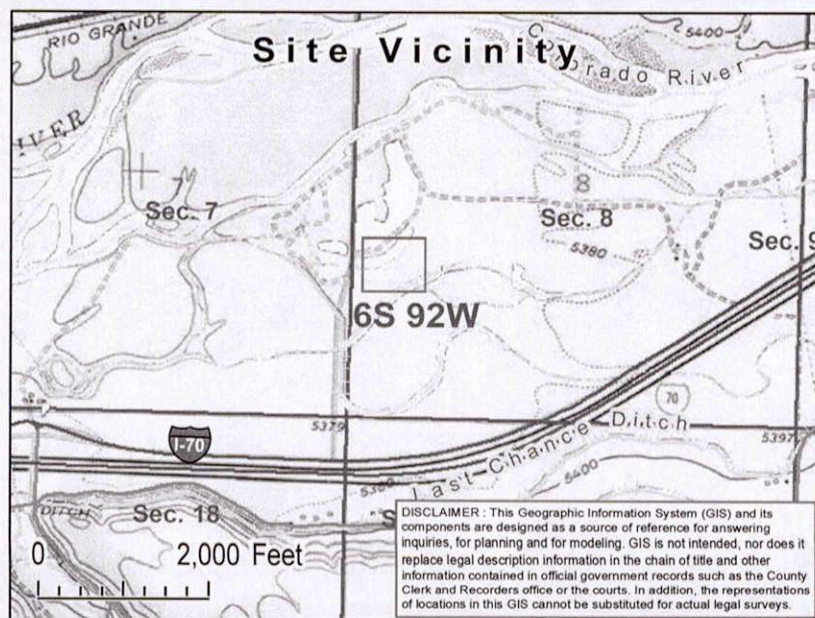 RIO GRANDE
Site Vicinity
5400
Colorado River
IVER
7
Sec. 7
8
Sec. 8
5380
Sec. 9
6S 92W
70
5379
I-70
Last Chance Ditch
5397
5380
5400
DITCH
Sec. 18
S
0 2,000 Feet
DISCLAIMER : This Geographic Information System (GIS) and its
components are designed as a source of reference for answering
inquiries, for planning and for modeling. GIS is not intended, nor does it
replace legal description information in the chain of title and other
information contained in official government records such as the County
Clerk and Recorders office or the courts. In addition, the representations
of locations in this GIS cannot be substituted for actual legal surveys.